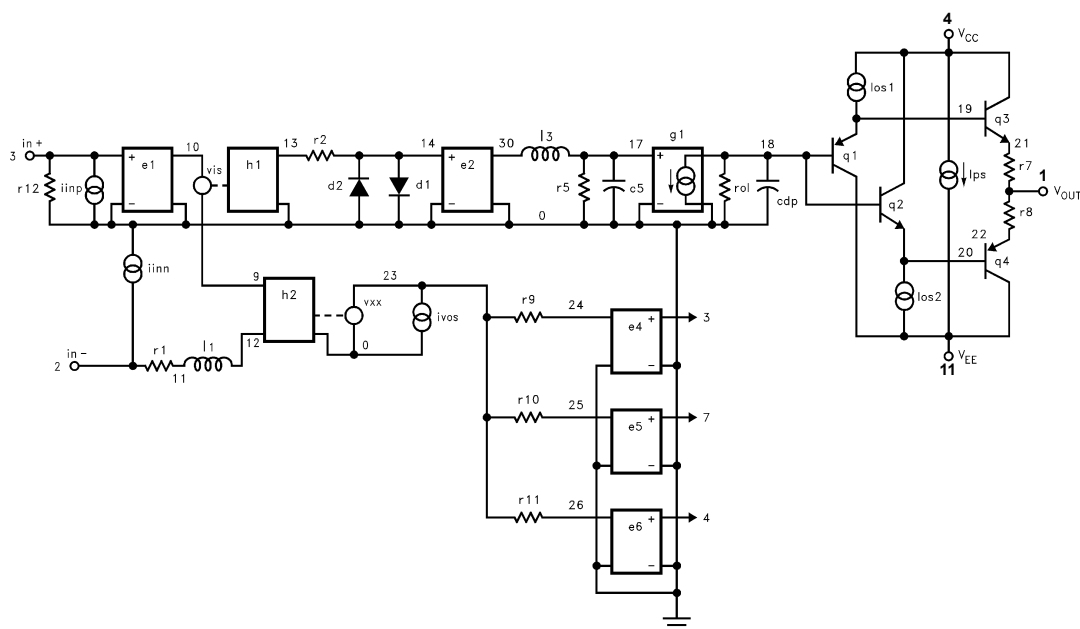 4
VCC
Ios1
19
q3
in+
3
r12
iinp
+
e1
−
10
vis
h1
13
r2
d2
d1
14
+
e2
−
30
l3
r5
c5
17
g1
+
−
18
rol
cdp
q1
21
r7
Ips
1
VOUT
q2
r8
0
22
20
q4
iinn
Ios2
9
h2
12
23
vxx
ivos
0
in−
2
r1
11
l1
VEE
11
r9
24
e4
+
−
3
r10
25
e5
+
−
7
r11
26
e6
+
−
4